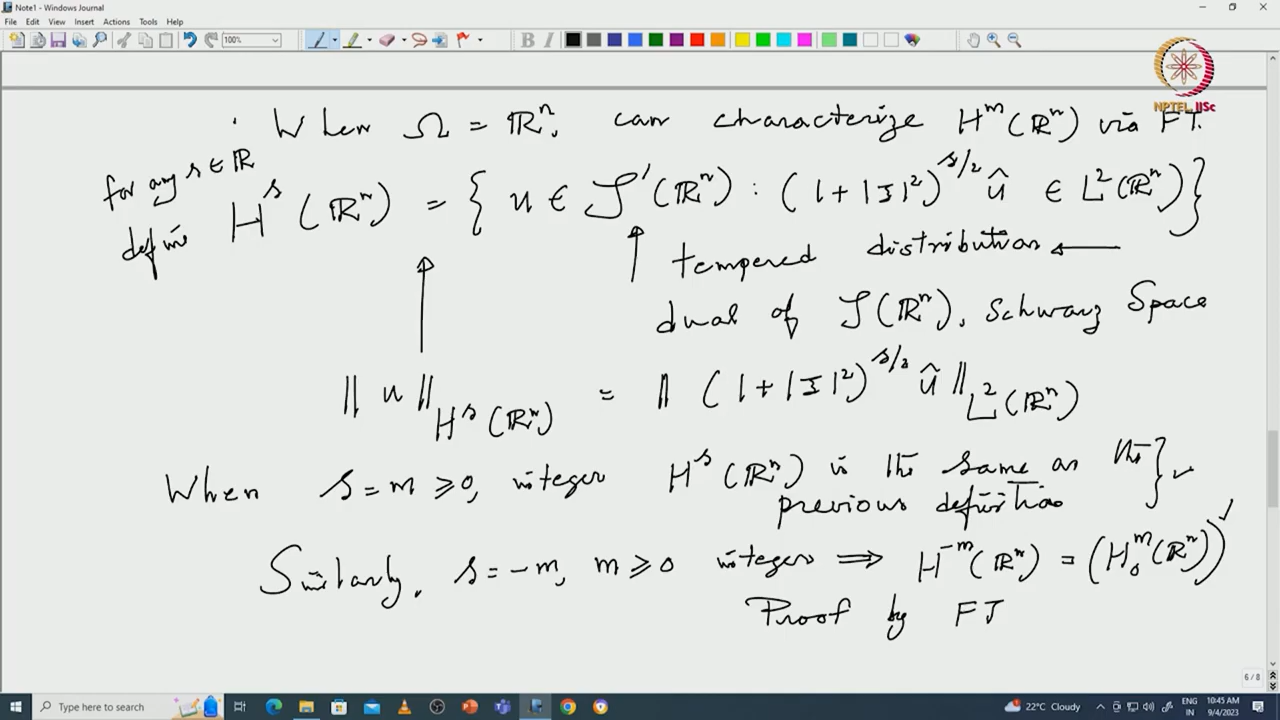 Note1 - Windows Journal
File Edit View Insert Actions Tools Help
100%
B I
NPTEL, IISc
. When Ω = ℝⁿ, can characterize Hᵐ(ℝⁿ) via FT.
for any s ∈ ℝ
define Hˢ(ℝⁿ) = { u ∈ 𝒮'(ℝⁿ) : (1+|ξ|²)^{s/2} û ∈ L²(ℝⁿ) }
↑ ↑ tempered distribution ←
dual of 𝒮(ℝⁿ), Schwarz Space
‖ u ‖_{Hˢ(ℝⁿ)} = ‖ (1+|ξ|²)^{s/2} û ‖_{L²(ℝⁿ)}
When s = m ≥ 0, integer Hˢ(ℝⁿ) is the same as the } ✓
previous definition
Similarly, s = -m, m ≥ 0 integer ⟹ H^{-m}(ℝⁿ) = (H₀ᵐ(ℝⁿ))' ✓
Proof by FT
6 / 8
Type here to search
22°C Cloudy
ENG
IN
10:45 AM
9/4/2023